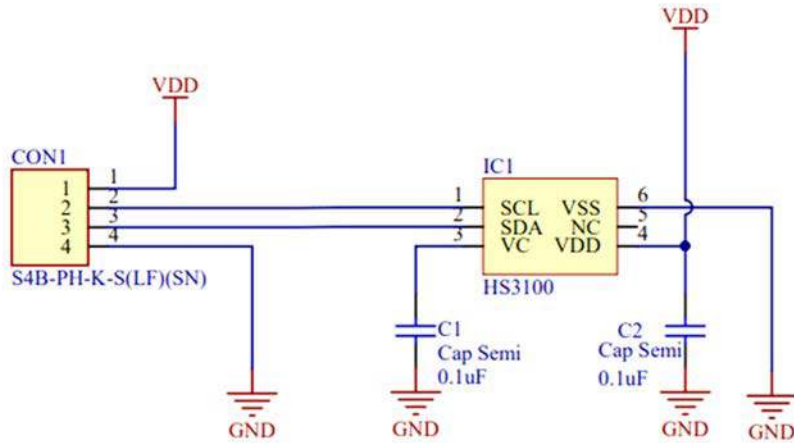 VDD
VDD
CON1
1
2
3
4
1
2
3
4
S4B-PH-K-S(LF)(SN)
IC1
1
2
3
SCL
SDA
VC
VSS
NC
VDD
6
5
4
HS3100
C1
Cap Semi
0.1uF
C2
Cap Semi
0.1uF
GND
GND
GND
GND